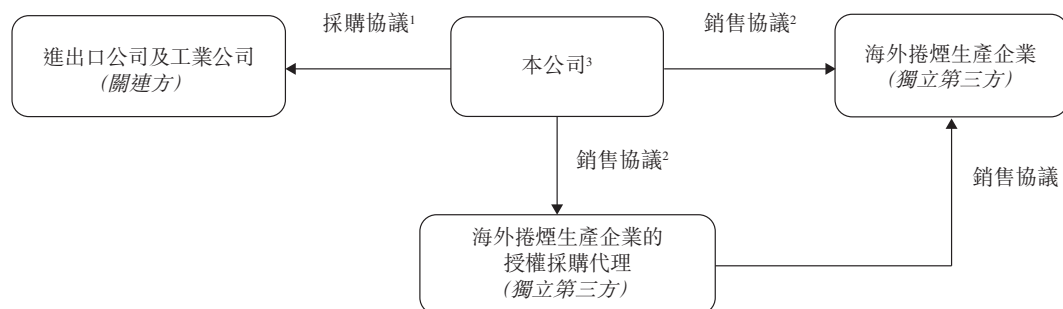 採購協議¹
銷售協議²
進出口公司及工業公司
(關連方)
本公司³
海外捲煙生產企業
(獨立第三方)
銷售協議²
銷售協議
海外捲煙生產企業的
授權採購代理
(獨立第三方)